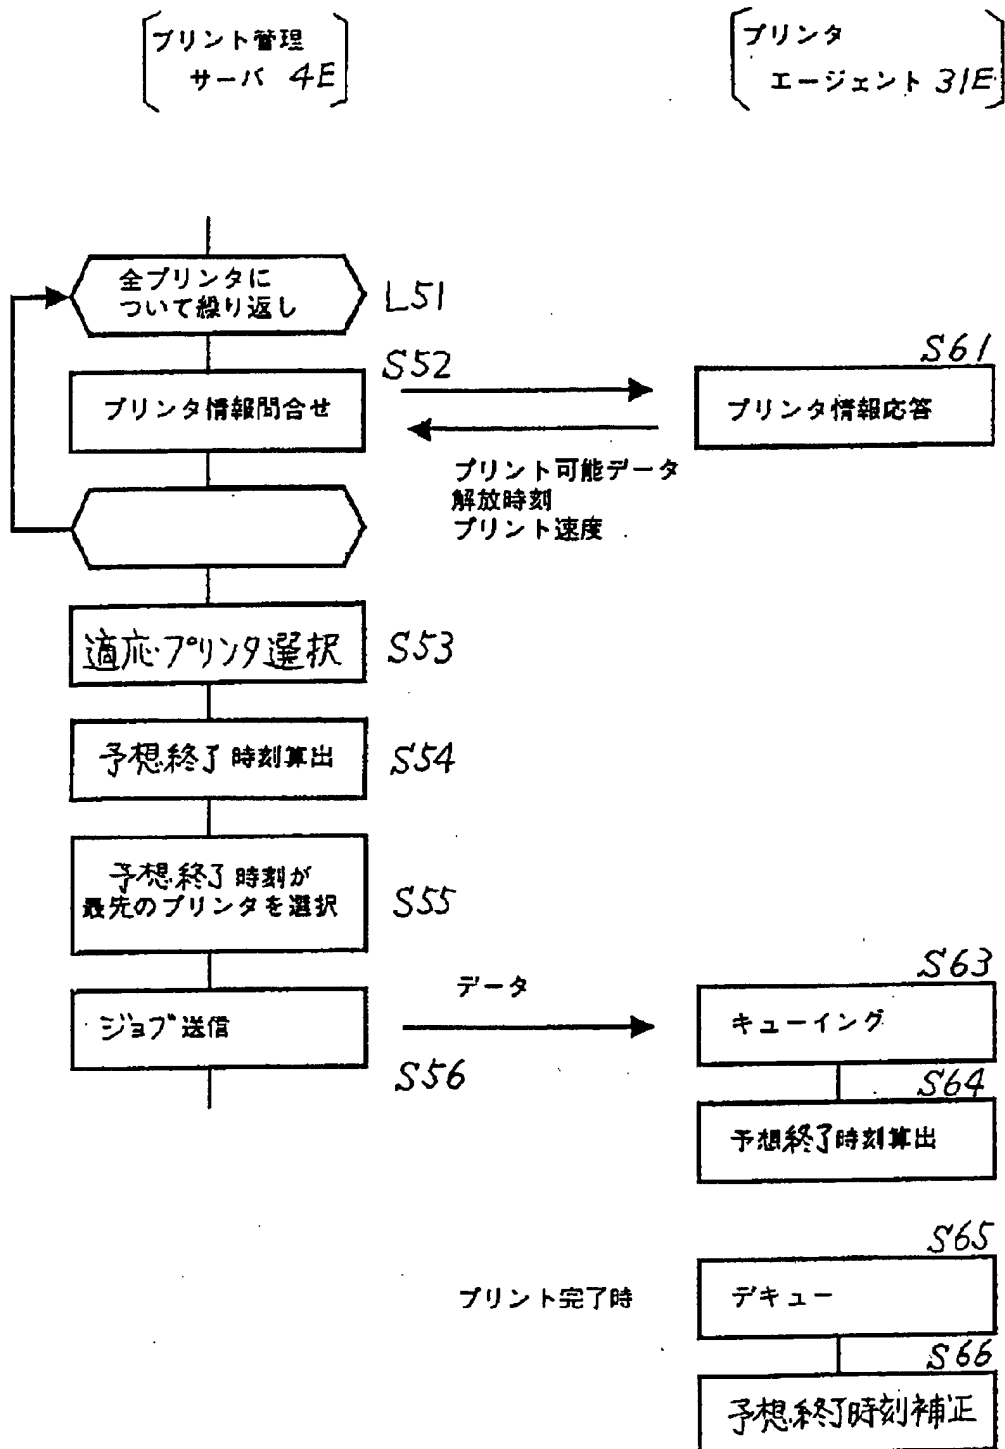 プリント管理
サーバ 4E
プリンタ
エージェント 31E
全プリンタに
ついて繰り返し
L51
S52
プリンタ情報問合せ
S61
プリンタ情報応答
プリント可能データ
解放時刻
プリント速度
適応プリンタ選択
S53
予想終了時刻算出
S54
予想終了時刻が
最先のプリンタを選択
S55
ジョブ送信
S56
データ
S63
キューイング
S64
予想終了時刻算出
プリント完了時
S65
デキュー
S66
予想終了時刻補正